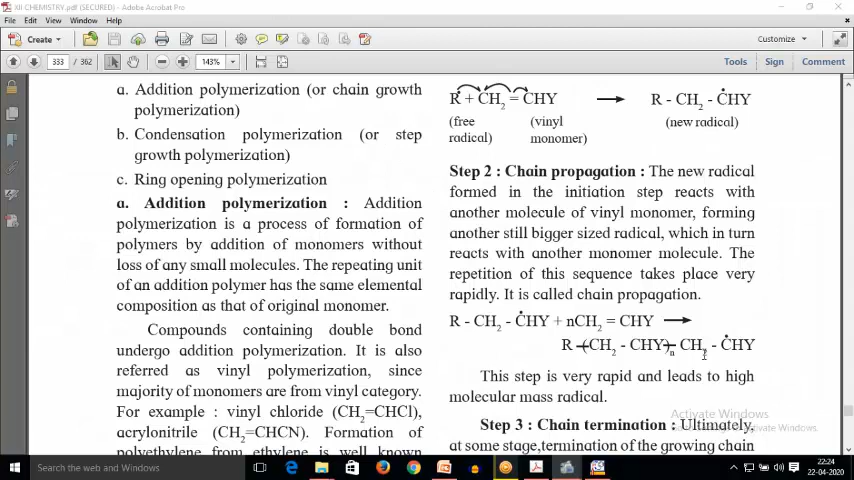 XII CHEMISTRY.pdf - Adobe Acrobat Pro
File Edit View Window Help
Create
Customize
333 / 362
143%
Tools Sign Comment
a. Addition polymerization (or chain growth
polymerization)
b. Condensation polymerization (or step
growth polymerization)
c. Ring opening polymerization
a. Addition polymerization : Addition
polymerization is a process of formation of
polymers by addition of monomers without
loss of any small molecules. The repeating unit
of an addition polymer has the same elemental
composition as that of original monomer.
Compounds containing double bond
undergo addition polymerization. It is also
referred as vinyl polymerization, since
majority of monomers are from vinyl category.
For example : vinyl chloride (CH₂=CHCl),
acrylonitrile (CH₂=CHCN). Formation of
polyethylene from ethylene is well known
Ṙ + CH₂ = CHY → R - CH₂ - ĊHY
(free (vinyl (new radical)
radical) monomer)
Step 2 : Chain propagation : The new radical
formed in the initiation step reacts with
another molecule of vinyl monomer, forming
another still bigger sized radical, which in turn
reacts with another monomer molecule. The
repetition of this sequence takes place very
rapidly. It is called chain propagation.
R - CH₂ - ĊHY + nCH₂ = CHY →
R -(CH₂ - CHY)ₙ- CH₂ - ĊHY
This step is very rapid and leads to high
molecular mass radical.
Step 3 : Chain termination : Ultimately,
at some stage,termination of the growing chain
Activate Windows
Search the web and Windows
22:24
22-04-2020